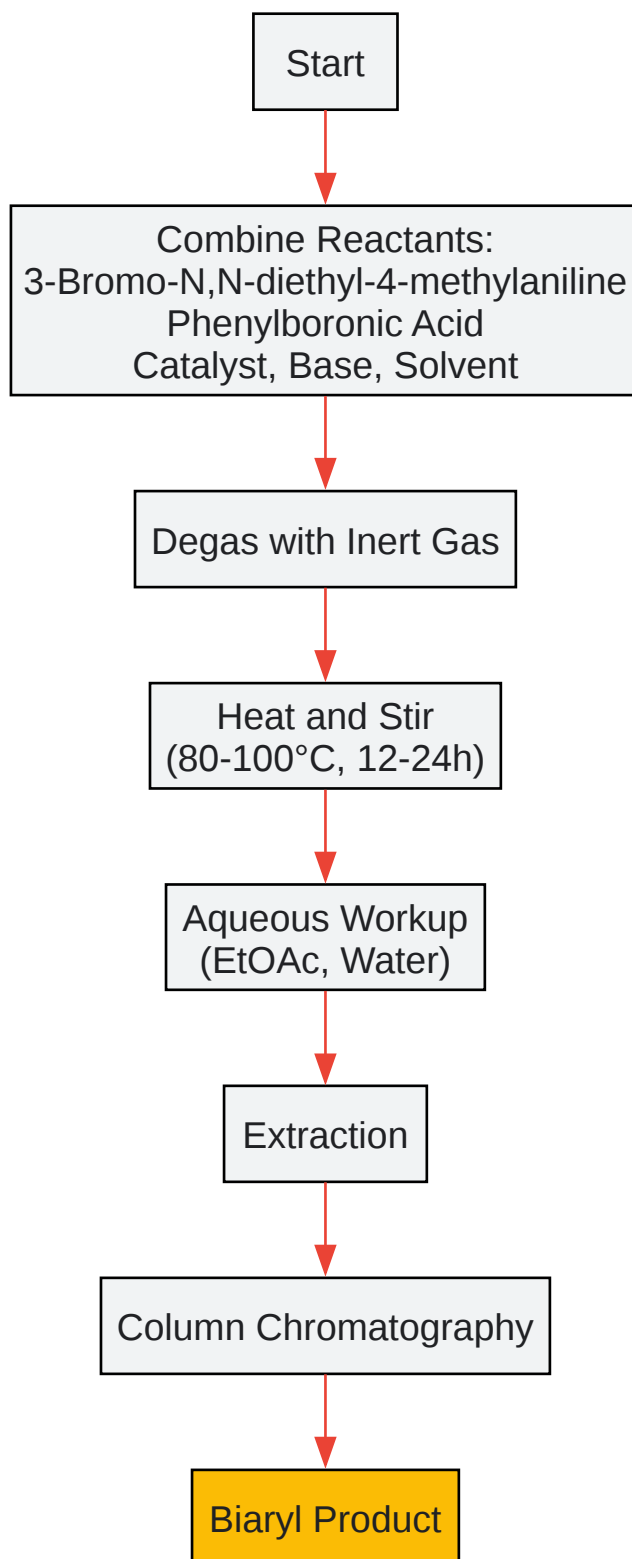 Start
Combine Reactants:
3-Bromo-N,N-diethyl-4-methylaniline
Phenylboronic Acid
Catalyst, Base, Solvent
Degas with Inert Gas
Heat and Stir
(80-100°C, 12-24h)
Aqueous Workup
(EtOAc, Water)
Extraction
Column Chromatography
Biaryl Product